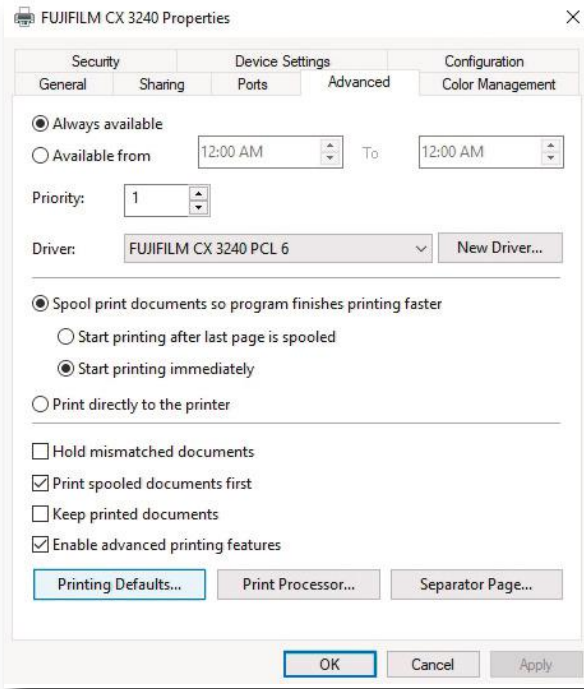 FUJIFILM CX 3240 Properties
Security Device Settings Configuration
General Sharing Ports Advanced Color Management
Always available
Available from 12:00 AM To 12:00 AM
Priority: 1
Driver: FUJIFILM CX 3240 PCL 6 New Driver...
Spool print documents so program finishes printing faster
Start printing after last page is spooled
Start printing immediately
Print directly to the printer
Hold mismatched documents
Print spooled documents first
Keep printed documents
Enable advanced printing features
Printing Defaults... Print Processor... Separator Page...
OK Cancel Apply